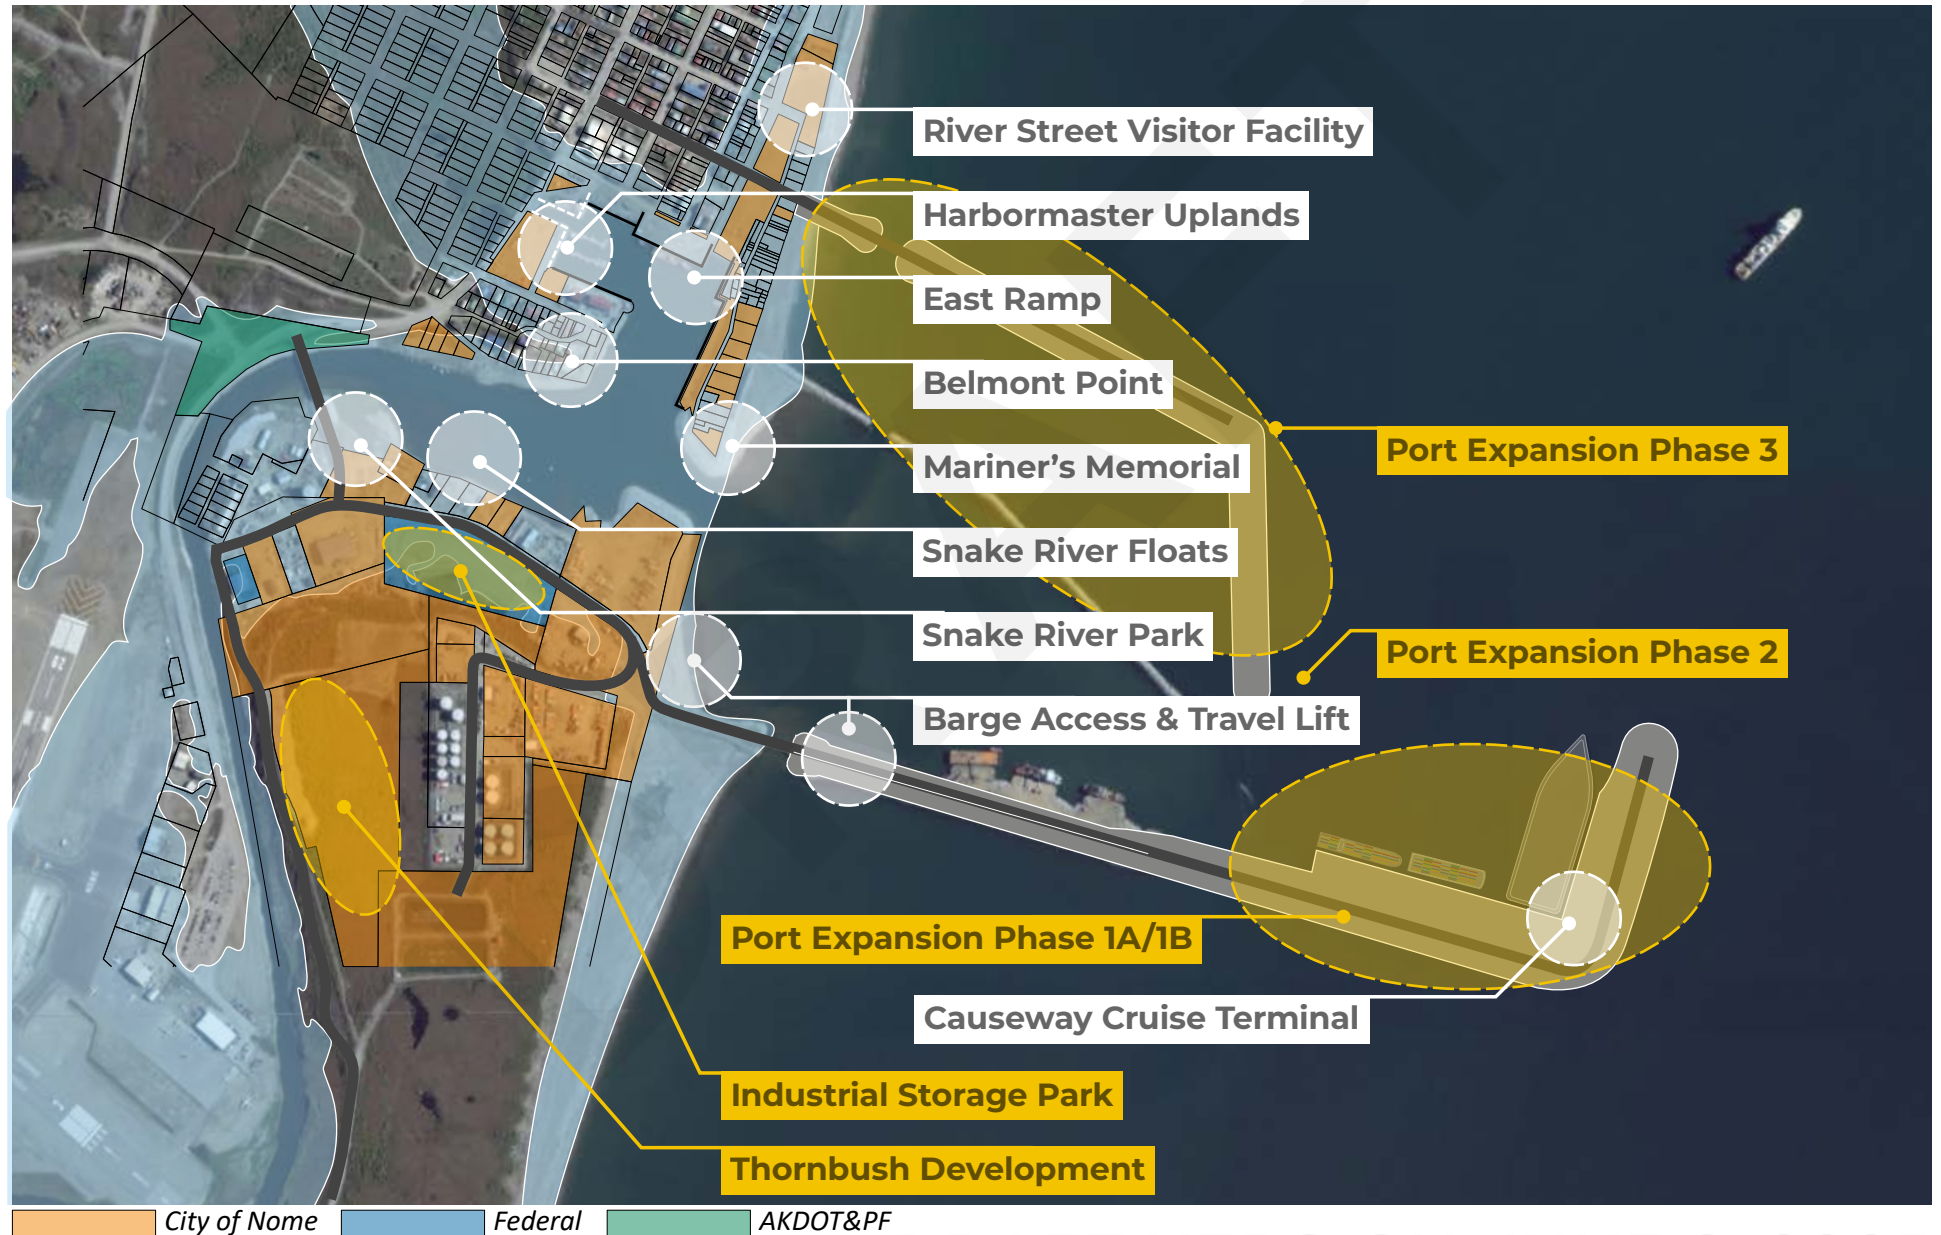 River Street Visitor Facility
Harbormaster Uplands
East Ramp
Belmont Point
Port Expansion Phase 3
Mariner's Memorial
Snake River Floats
Snake River Park
Port Expansion Phase 2
Barge Access & Travel Lift
Port Expansion Phase 1A/1B
Causeway Cruise Terminal
Industrial Storage Park
Thornbush Development
City of Nome
Federal
AKDOT&PF